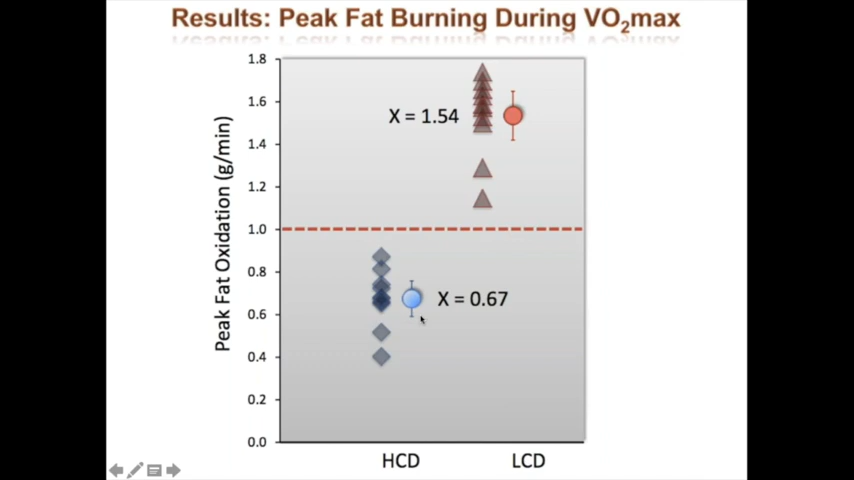 Results: Peak Fat Burning During VO₂max
Peak Fat Oxidation (g/min)
1.8
1.6
1.4
1.2
1.0
0.8
0.6
0.4
0.2
0.0
X = 1.54
X = 0.67
HCD
LCD